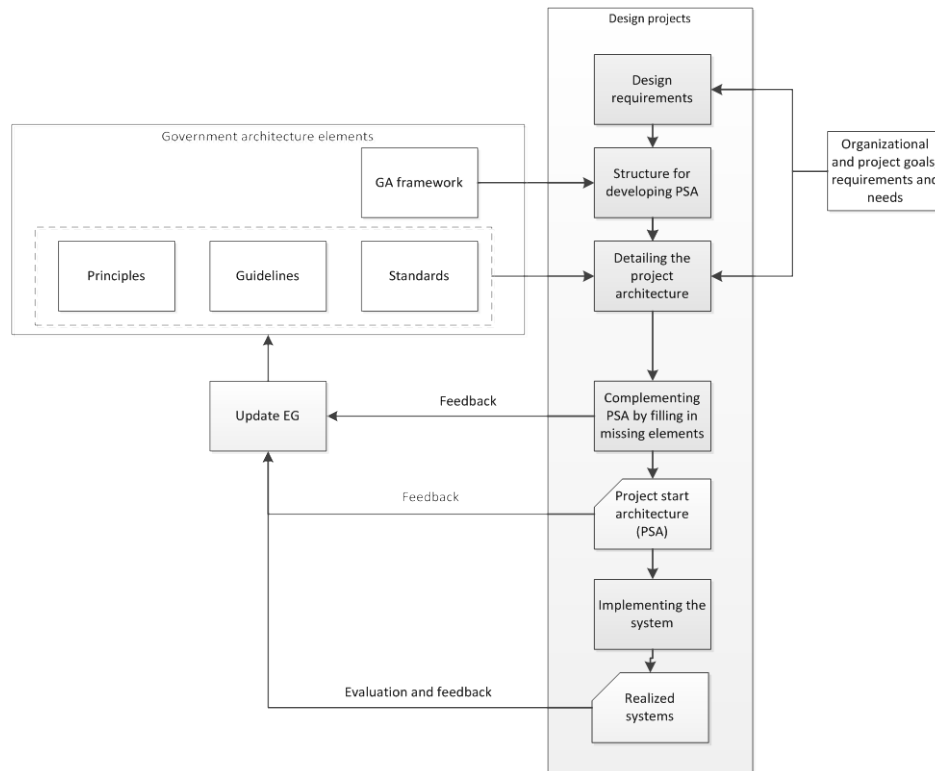 Design projects
Design
requirements
Government architecture elements
GA framework
Structure for
developing PSA
Organizational
and project goals
requirements and
needs
Principles
Guidelines
Standards
Detailing the
project
architecture
Update EG
Feedback
Complementing
PSA by filling in
missing elements
Feedback
Project start
architecture
(PSA)
Implementing the
system
Evaluation and feedback
Realized
systems